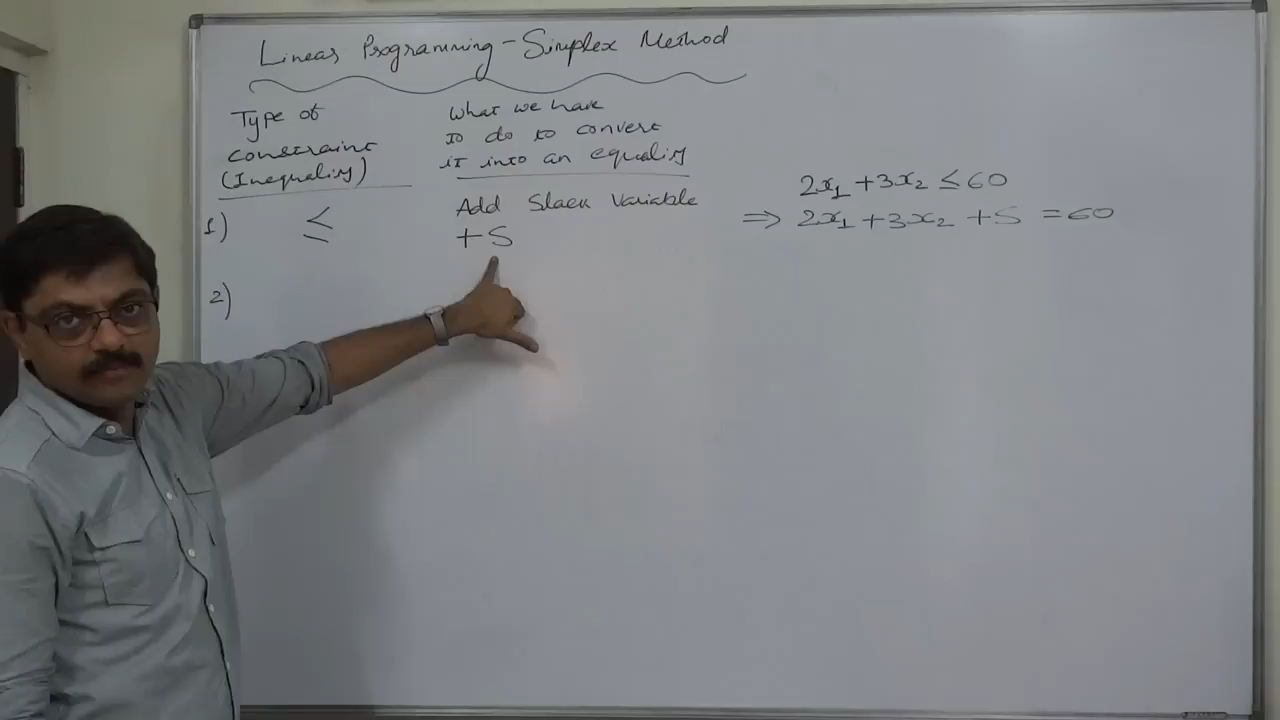 Linear Programming - Simplex Method
Type of
constraint
(Inequality)
What we have
to do to convert
it into an equality
1) ≤
Add Slack Variable
+S
2)
2x₁ + 3x₂ ≤ 60
⇒ 2x₁ + 3x₂ + S = 60